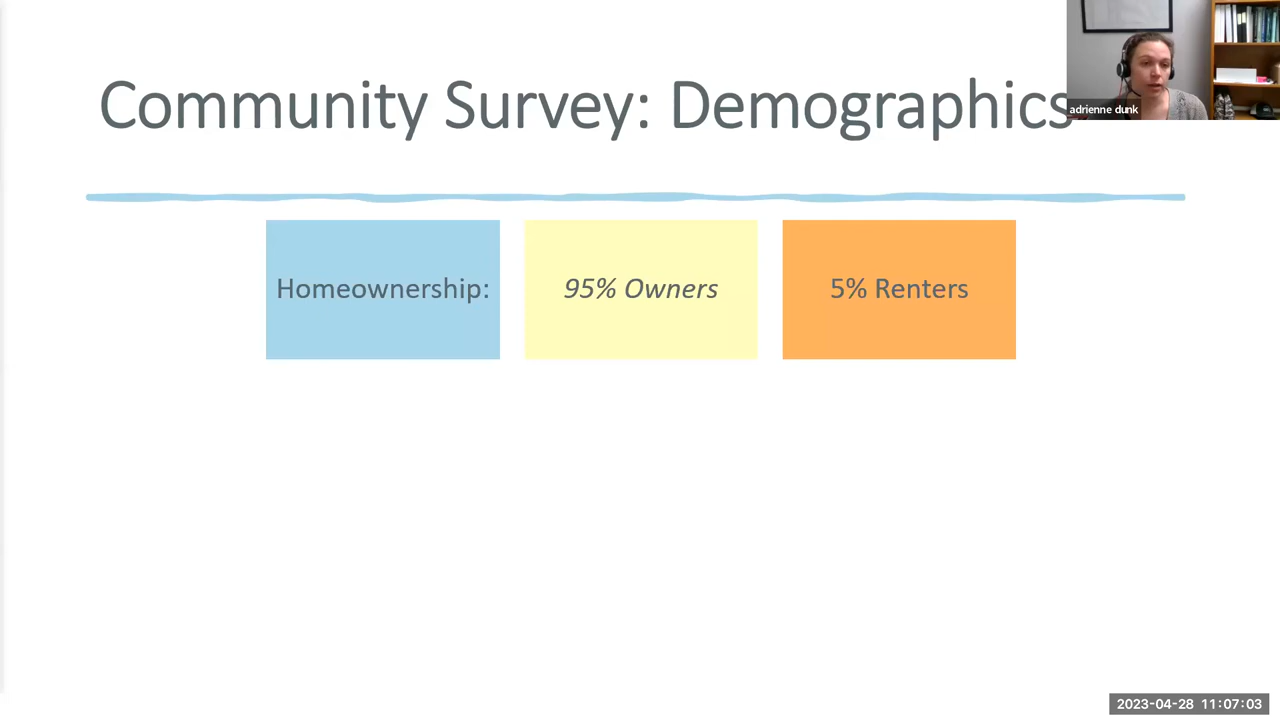 Community Survey: Demographics
adrienne dunk
Homeownership:
95% Owners
5% Renters
2023-04-28 11:07:03